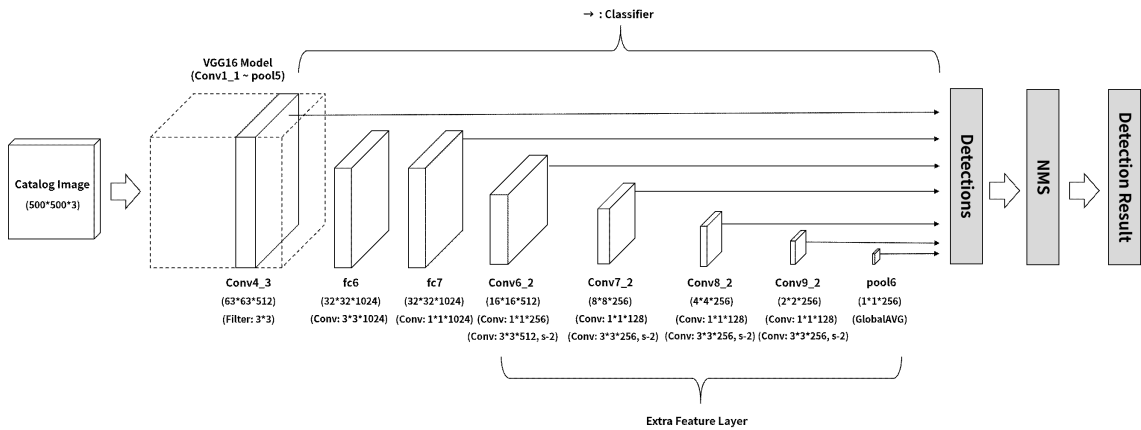 → : Classifier
VGG16 Model
(Conv1_1 ~ pool5)
Catalog Image
(500*500*3)
Conv4_3
(63*63*512)
(Filter: 3*3)
fc6
(32*32*1024)
(Conv: 3*3*1024)
fc7
(32*32*1024)
(Conv: 1*1*1024)
Conv6_2
(16*16*512)
(Conv: 1*1*256)
(Conv: 3*3*512, s-2)
Conv7_2
(8*8*256)
(Conv: 1*1*128)
(Conv: 3*3*256, s-2)
Conv8_2
(4*4*256)
(Conv: 1*1*128)
(Conv: 3*3*256, s-2)
Conv9_2
(2*2*256)
(Conv: 1*1*128)
(Conv: 3*3*256, s-2)
pool6
(1*1*256)
(GlobalAVG)
Detections
NMS
Detection Result
Extra Feature Layer